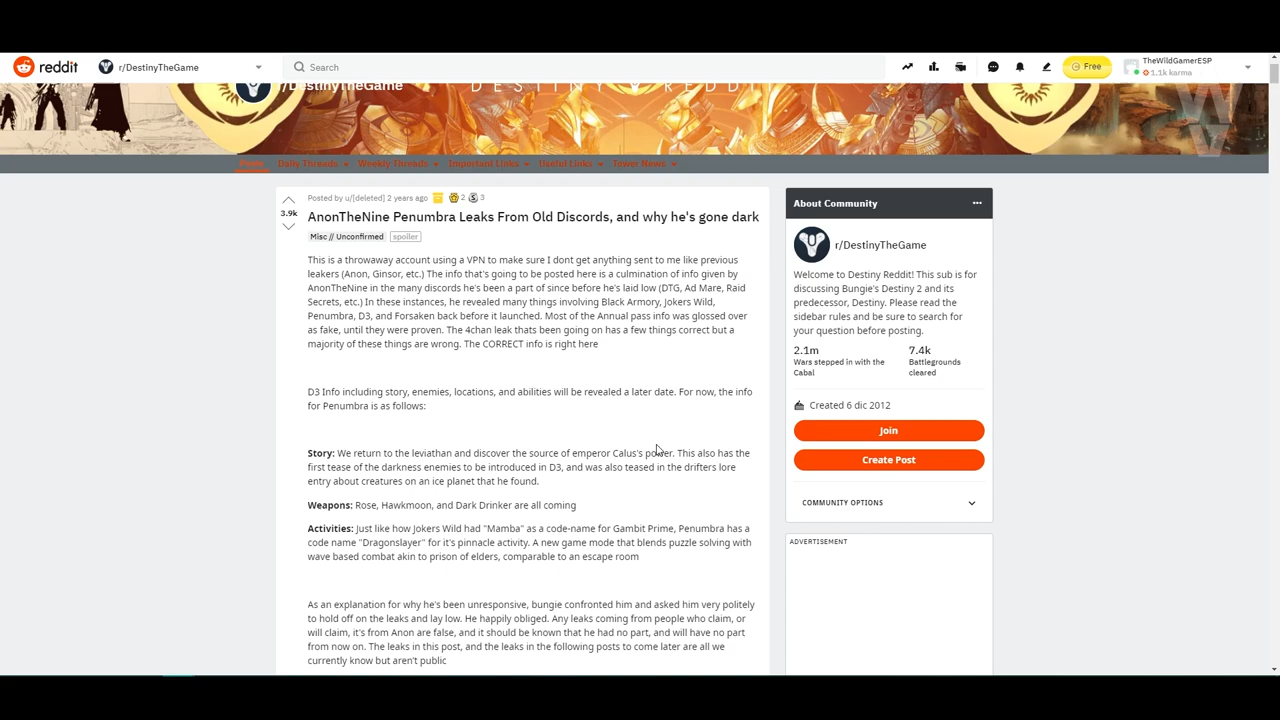 reddit
r/DestinyTheGame
Search
Free
TheWildGamerESP
1.1k karma
r/DestinyTheGame
DESTINY REDDIT
Posts
Daily Threads
Weekly Threads
Important Links
Useful Links
Tower News
3.9k
Posted by u/[deleted] 2 years ago 2 3
AnonTheNine Penumbra Leaks From Old Discords, and why he's gone dark
Misc // Unconfirmed
spoiler
This is a throwaway account using a VPN to make sure I dont get anything sent to me like previous
leakers (Anon, Ginsor, etc.) The info that's going to be posted here is a culmination of info given by
AnonTheNine in the many discords he's been a part of since before he's laid low (DTG, Ad Mare, Raid
Secrets, etc.) In these instances, he revealed many things involving Black Armory, Jokers Wild,
Penumbra, D3, and Forsaken back before it launched. Most of the Annual pass info was glossed over
as fake, until they were proven. The 4chan leak thats been going on has a few things correct but a
majority of these things are wrong. The CORRECT info is right here
D3 Info including story, enemies, locations, and abilities will be revealed a later date. For now, the info
for Penumbra is as follows:
Story: We return to the leviathan and discover the source of emperor Calus's power. This also has the
first tease of the darkness enemies to be introduced in D3, and was also teased in the drifters lore
entry about creatures on an ice planet that he found.
Weapons: Rose, Hawkmoon, and Dark Drinker are all coming
Activities: Just like how Jokers Wild had "Mamba" as a code-name for Gambit Prime, Penumbra has a
code name "Dragonslayer" for it's pinnacle activity. A new game mode that blends puzzle solving with
wave based combat akin to prison of elders, comparable to an escape room
As an explanation for why he's been unresponsive, bungie confronted him and asked him very politely
to hold off on the leaks and lay low. He happily obliged. Any leaks coming from people who claim, or
will claim, it's from Anon are false, and it should be known that he had no part, and will have no part
from now on. The leaks in this post, and the leaks in the following posts to come later are all we
currently know but aren't public
About Community
r/DestinyTheGame
Welcome to Destiny Reddit! This sub is for
discussing Bungie's Destiny 2 and its
predecessor, Destiny. Please read the
sidebar rules and be sure to search for
your question before posting.
2.1m
Wars stepped in with the
Cabal
7.4k
Battlegrounds
cleared
Created 6 dic 2012
Join
Create Post
COMMUNITY OPTIONS
ADVERTISEMENT